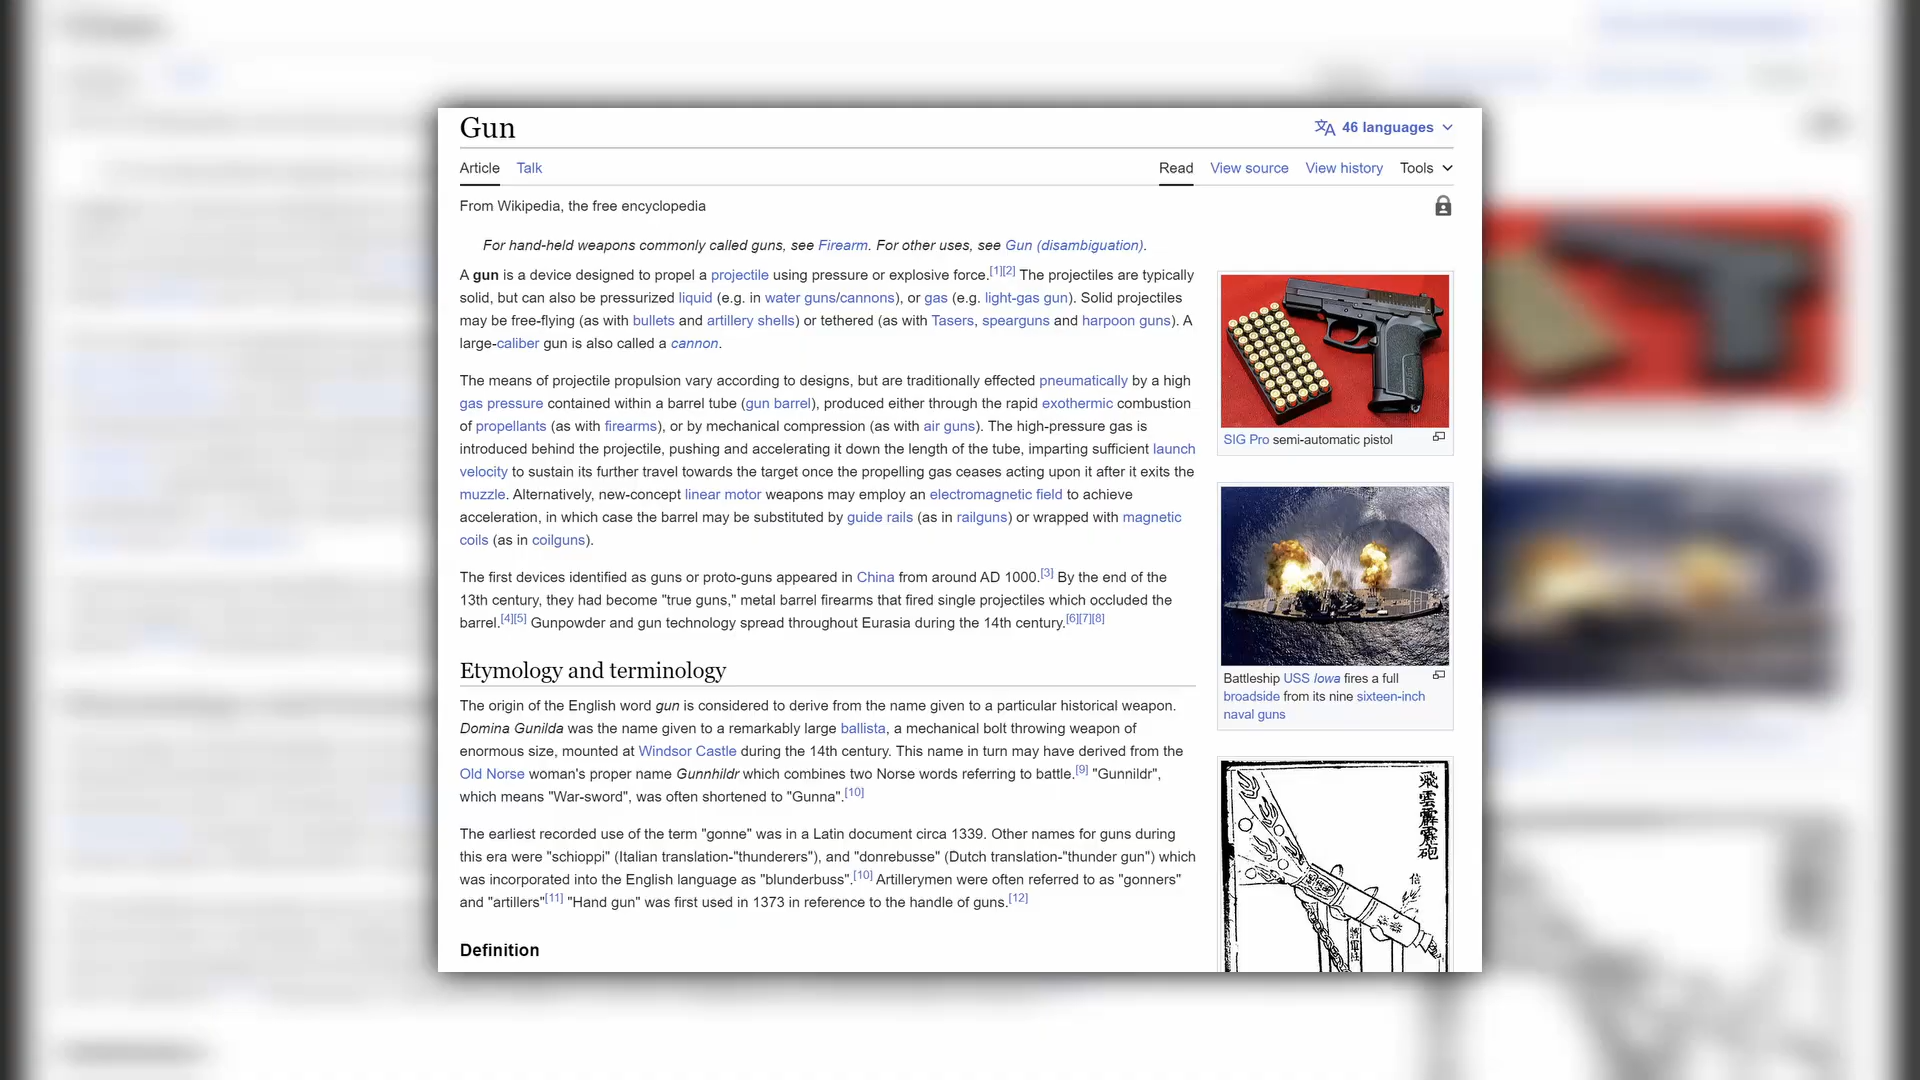 Gun
46 languages
Article Talk Read View source View history Tools
From Wikipedia, the free encyclopedia
For hand-held weapons commonly called guns, see Firearm. For other uses, see Gun (disambiguation).
A gun is a device designed to propel a projectile using pressure or explosive force.[1][2] The projectiles are typically
solid, but can also be pressurized liquid (e.g. in water guns/cannons), or gas (e.g. light-gas gun). Solid projectiles
may be free-flying (as with bullets and artillery shells) or tethered (as with Tasers, spearguns and harpoon guns). A
large-caliber gun is also called a cannon.
The means of projectile propulsion vary according to designs, but are traditionally effected pneumatically by a high
gas pressure contained within a barrel tube (gun barrel), produced either through the rapid exothermic combustion
of propellants (as with firearms), or by mechanical compression (as with air guns). The high-pressure gas is
introduced behind the projectile, pushing and accelerating it down the length of the tube, imparting sufficient launch
velocity to sustain its further travel towards the target once the propelling gas ceases acting upon it after it exits the
muzzle. Alternatively, new-concept linear motor weapons may employ an electromagnetic field to achieve
acceleration, in which case the barrel may be substituted by guide rails (as in railguns) or wrapped with magnetic
coils (as in coilguns).
The first devices identified as guns or proto-guns appeared in China from around AD 1000.[3] By the end of the
13th century, they had become "true guns," metal barrel firearms that fired single projectiles which occluded the
barrel.[4][5] Gunpowder and gun technology spread throughout Eurasia during the 14th century.[6][7][8]
Etymology and terminology
The origin of the English word gun is considered to derive from the name given to a particular historical weapon.
Domina Gunilda was the name given to a remarkably large ballista, a mechanical bolt throwing weapon of
enormous size, mounted at Windsor Castle during the 14th century. This name in turn may have derived from the
Old Norse woman's proper name Gunnhildr which combines two Norse words referring to battle.[9] "Gunnildr",
which means "War-sword", was often shortened to "Gunna".[10]
The earliest recorded use of the term "gonne" was in a Latin document circa 1339. Other names for guns during
this era were "schioppi" (Italian translation-"thunderers"), and "donrebusse" (Dutch translation-"thunder gun") which
was incorporated into the English language as "blunderbuss".[10] Artillerymen were often referred to as "gonners"
and "artillers"[11] "Hand gun" was first used in 1373 in reference to the handle of guns.[12]
Definition
SIG Pro semi-automatic pistol
Battleship USS Iowa fires a full
broadside from its nine sixteen-inch
naval guns
飛雲霹靂砲